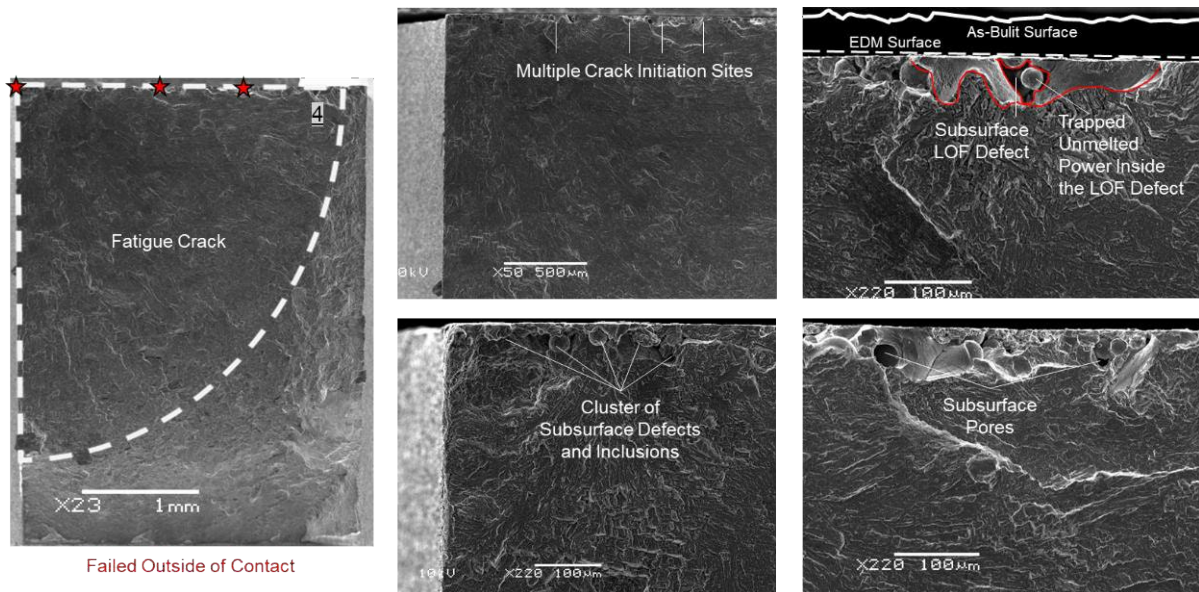 4
Fatigue Crack
X23 1mm
Failed Outside of Contact
Multiple Crack Initiation Sites
0kV X50 500μm
As-Bulit Surface
EDM Surface
Subsurface
LOF Defect
Trapped
Unmelted
Power Inside
the LOF Defect
X220 100μm
Cluster of
Subsurface Defects
and Inclusions
10kV X220 100μm
Subsurface
Pores
X220 100μm